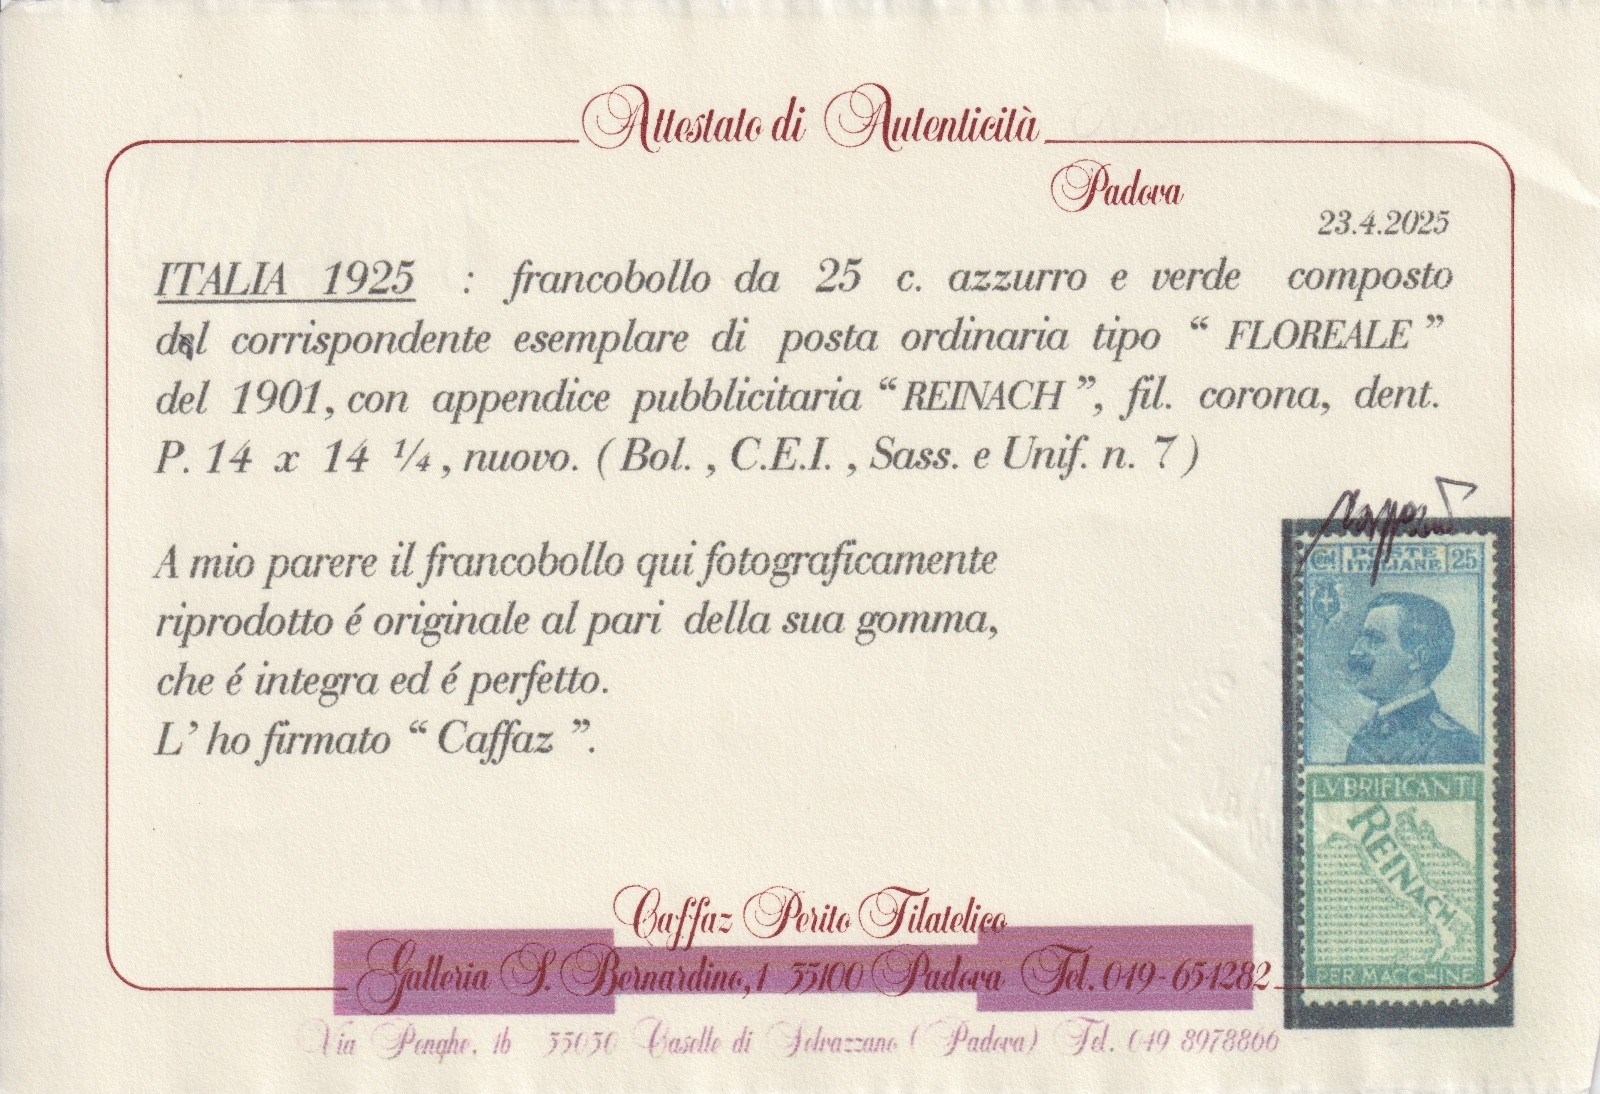 Attestato di Autenticità
Padova
23.4.2025
ITALIA 1925 : francobollo da 25 c. azzurro e verde composto
dal corrispondente esemplare di posta ordinaria tipo “ FLOREALE ”
del 1901, con appendice pubblicitaria “ REINACH ”, fil. corona, dent.
P. 14 x 14 ¼, nuovo. ( Bol. , C.E.I. , Sass. e Unif. n. 7 )
A mio parere il francobollo qui fotograficamente
riprodotto é originale al pari della sua gomma,
che é integra ed é perfetto.
L’ ho firmato “ Caffaz ”.
Cent POSTE ITALIANE 25
LVBRIFICANTI
REINACH
PER MACCHINE
Caffaz Perito Filatelico
Galleria S. Bernardino, 1 35100 Padova Tel. 049-654282
Via Penghe, 1b 35030 Caselle di Selvazzano ( Padova ) Tel. 049 8978866